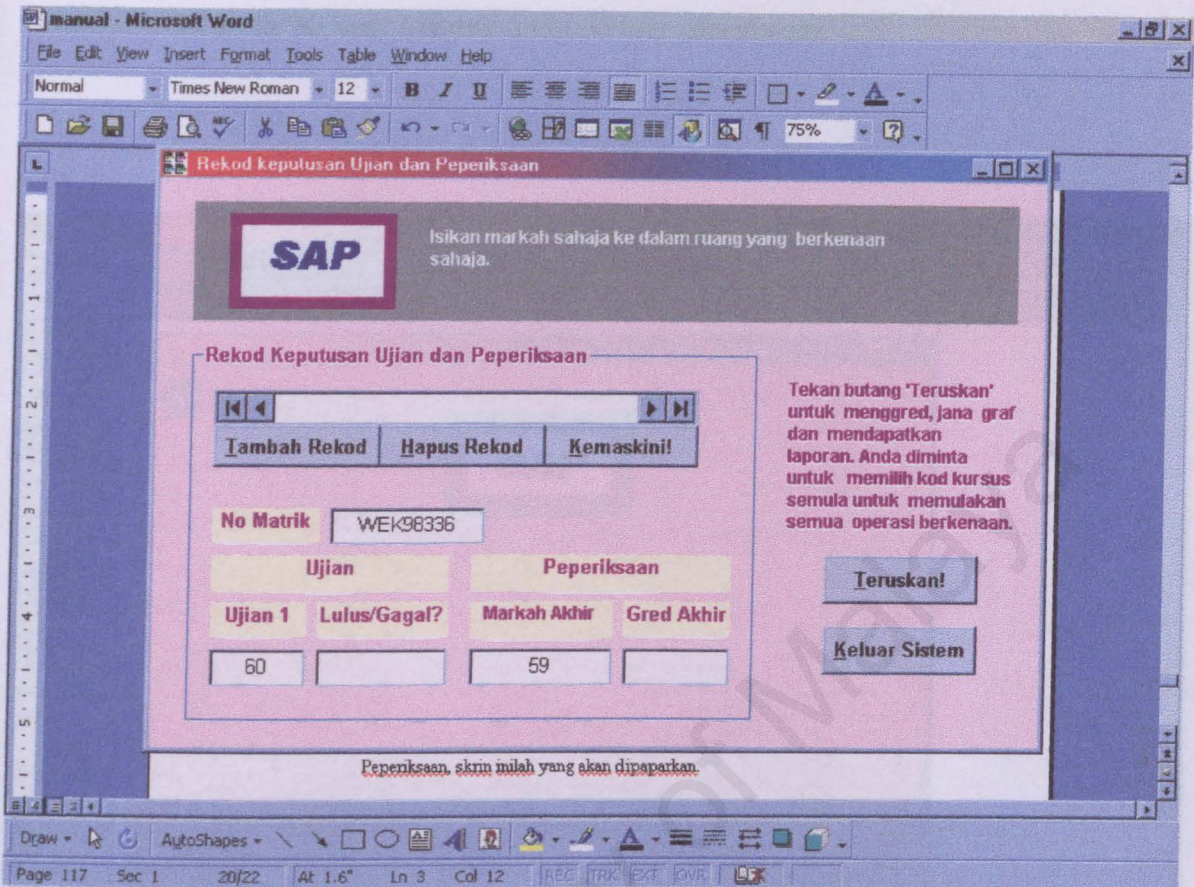 manual - Microsoft Word
File Edit View Insert Format Tools Table Window Help
Normal Times New Roman 12 B I U
75%
Rekod keputusan Ujian dan Peperiksaan
SAP
Isikan markah sahaja ke dalam ruang yang berkenaan
sahaja.
Rekod Keputusan Ujian dan Peperiksaan
Tambah Rekod Hapus Rekod Kemaskini!
No Matrik WEK98336
Ujian Peperiksaan
Ujian 1 Lulus/Gagal? Markah Akhir Gred Akhir
60 59
Tekan butang 'Teruskan'
untuk menggred, jana graf
dan mendapatkan
laporan. Anda diminta
untuk memilih kod kursus
semula untuk memulakan
semua operasi berkenaan.
Teruskan!
Keluar Sistem
Peperiksaan, skrin inilah yang akan dipaparkan.
Draw AutoShapes
Page 117 Sec 1 20/22 At 1.6" Ln 3 Col 12 REC TRK EXT OVR
of Malaya